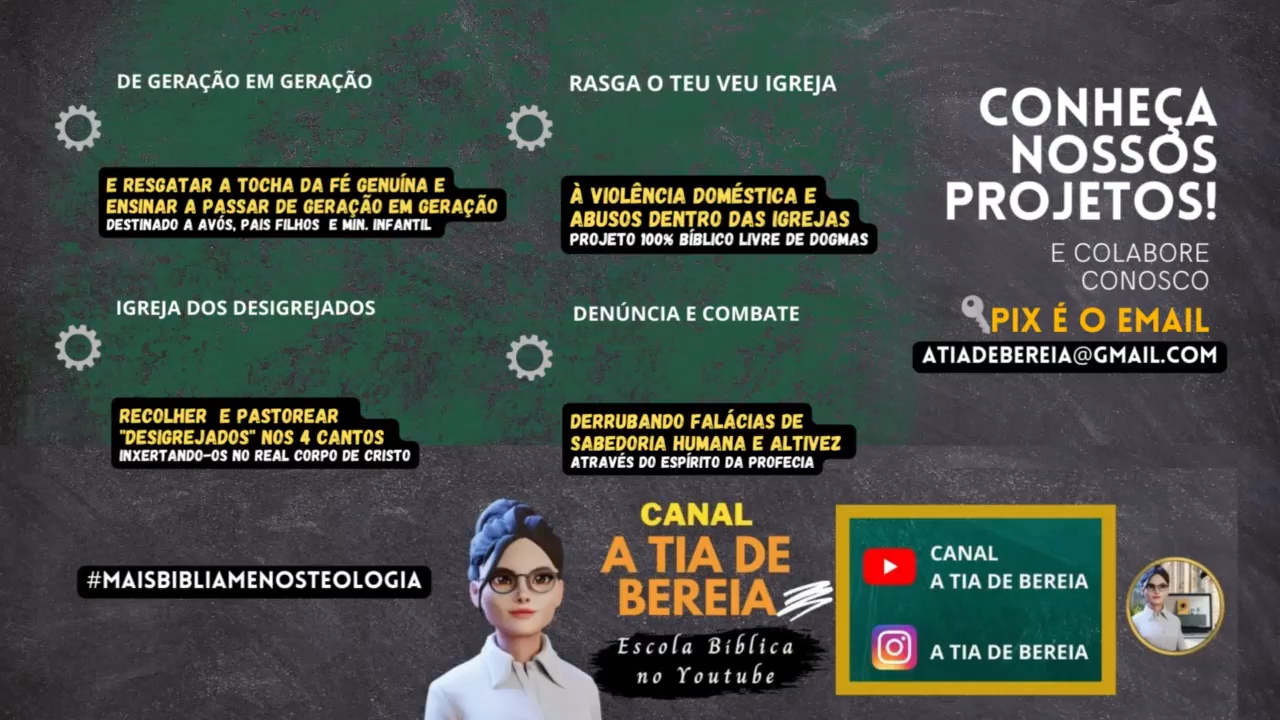 DE GERAÇÃO EM GERAÇÃO
E RESGATAR A TOCHA DA FÉ GENUÍNA E
ENSINAR A PASSAR DE GERAÇÃO EM GERAÇÃO
DESTINADO A AVÓS, PAIS FILHOS E MIN. INFANTIL
RASGA O TEU VEU IGREJA
À VIOLÊNCIA DOMÉSTICA E
ABUSOS DENTRO DAS IGREJAS
PROJETO 100% BÍBLICO LIVRE DE DOGMAS
IGREJA DOS DESIGREJADOS
RECOLHER E PASTOREAR
"DESIGREJADOS" NOS 4 CANTOS
INXERTANDO-OS NO REAL CORPO DE CRISTO
DENÚNCIA E COMBATE
DERRUBANDO FALÁCIAS DE
SABEDORIA HUMANA E ALTIVEZ
ATRAVÉS DO ESPÍRITO DA PROFECIA
CONHEÇA
NOSSOS
PROJETOS!
E COLABORE
CONOSCO
PIX É O EMAIL
ATIADEBEREIA@GMAIL.COM
#MAISBIBLIAMENOSTEOLOGIA
CANAL
A TIA DE
BEREIA
Escola Bíblica
no Youtube
CANAL
A TIA DE BEREIA
A TIA DE BEREIA